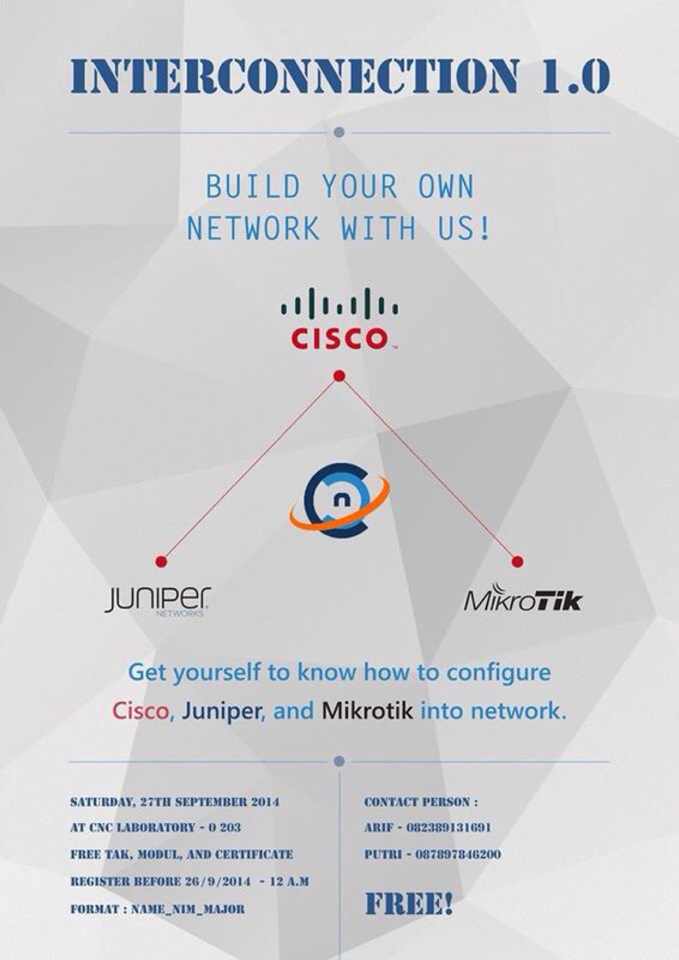 INTERCONNECTION 1.0
BUILD YOUR OWN
NETWORK WITH US!
CISCO™
n
JUNIPEr
NETWORKS
MikroTik
Get yourself to know how to configure
Cisco, Juniper, and Mikrotik into network.
SATURDAY, 27TH SEPTEMBER 2014
AT CNC LABORATORY - O 203
FREE TAK, MODUL, AND CERTIFICATE
REGISTER BEFORE 26/9/2014 - 12 A.M
FORMAT : NAME_NIM_MAJOR
CONTACT PERSON :
ARIF - 082389131691
PUTRI - 087897846200
FREE!